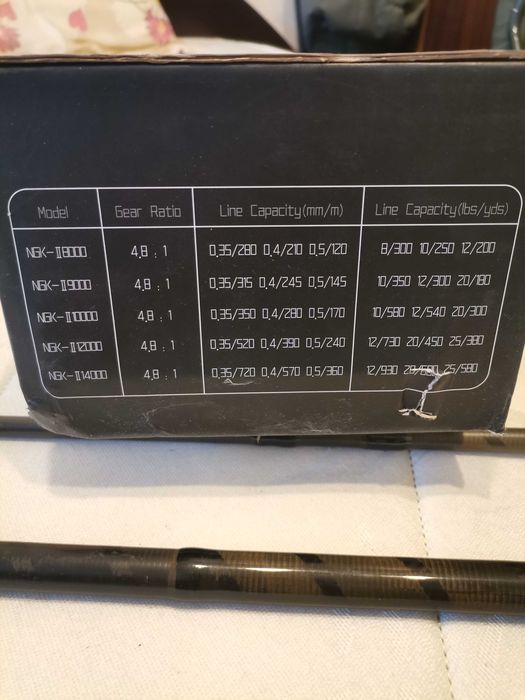 Model Gear Ratio Line Capacity(mm/m) Line Capacity(lbs/yds)
NGK-II8000 4,8 : 1 0,35/280 0,4/210 0,5/120 8/300 10/250 12/200
NGK-II9000 4,8 : 1 0,35/315 0,4/245 0,5/145 10/350 12/300 20/180
NGK-II10000 4,8 : 1 0,35/350 0,4/280 0,5/170 10/580 12/540 20/300
NGK-II12000 4,8 : 1 0,35/520 0,4/390 0,5/240 12/730 20/450 25/380
NGK-II14000 4,8 : 1 0,35/720 0,4/570 0,5/360 12/930 25/580